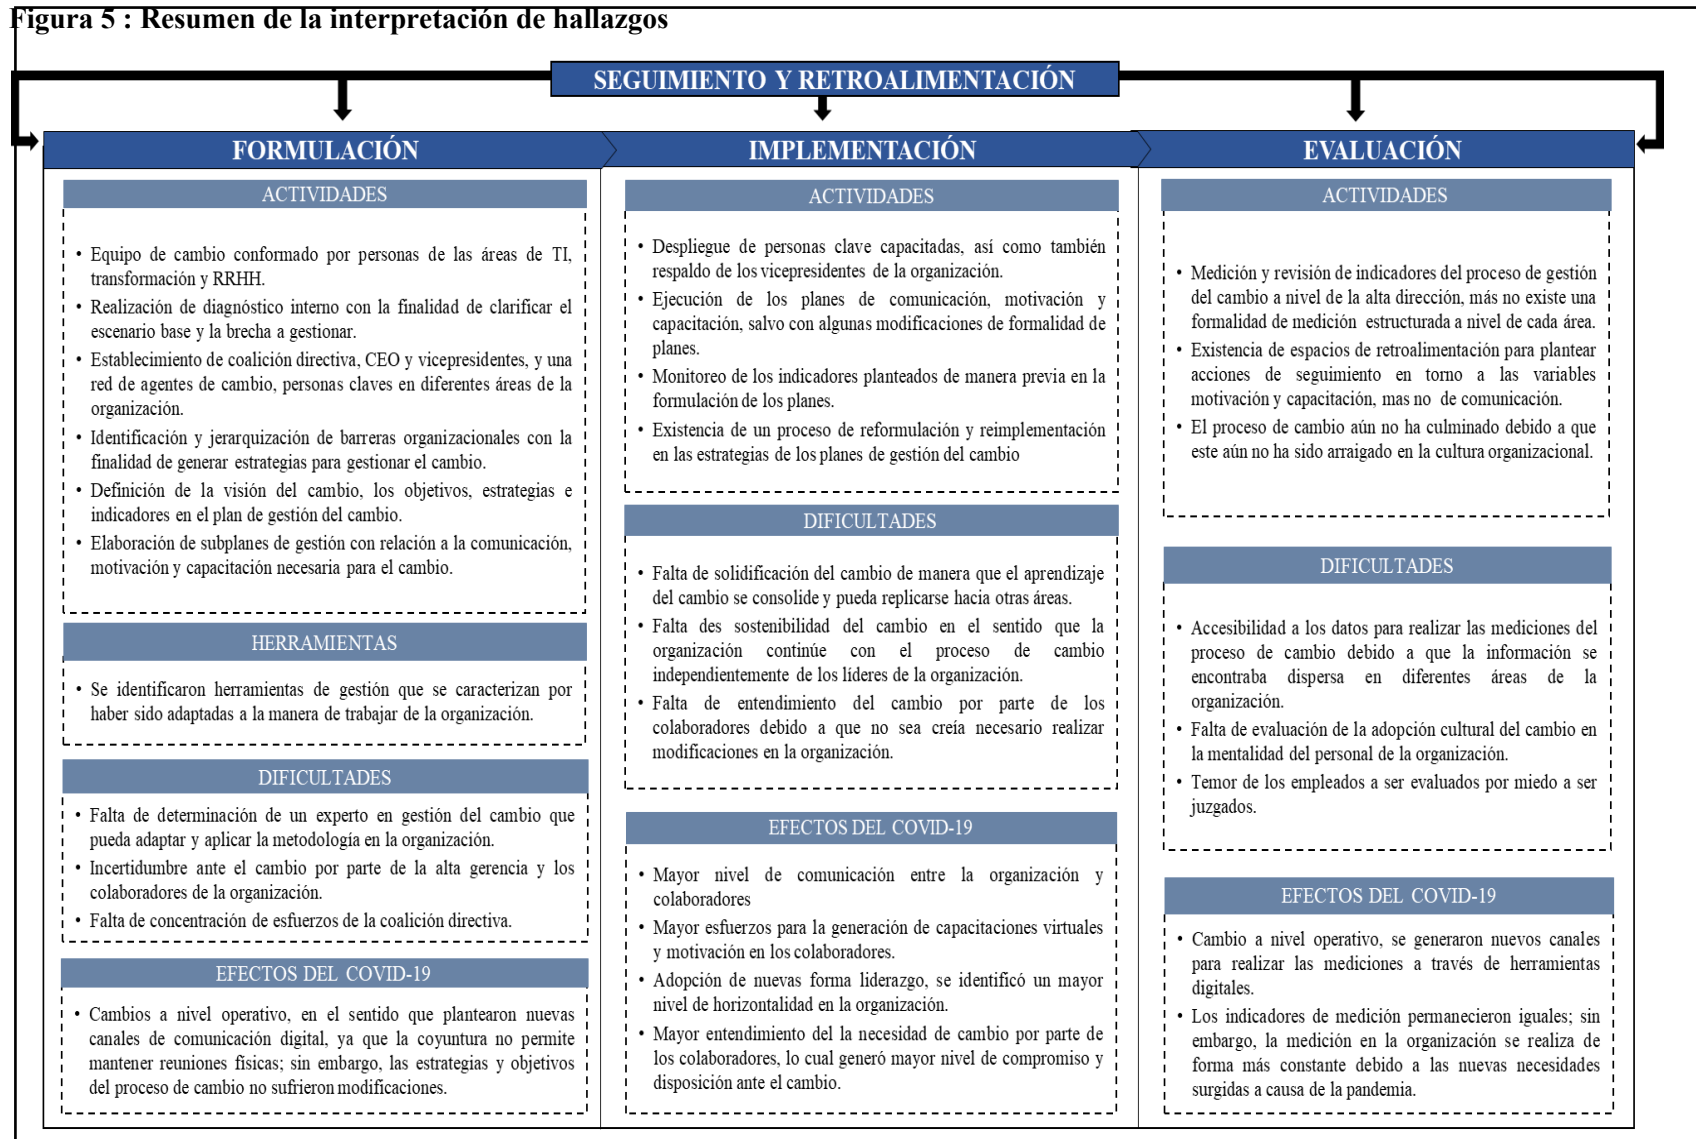 Figura 5 : Resumen de la interpretación de hallazgos
SEGUIMIENTO Y RETROALIMENTACIÓN
FORMULACIÓN
ACTIVIDADES
• Equipo de cambio conformado por personas de las áreas de TI,
transformación y RRHH.
• Realización de diagnóstico interno con la finalidad de clarificar el
escenario base y la brecha a gestionar.
• Establecimiento de coalición directiva, CEO y vicepresidentes, y una
red de agentes de cambio, personas claves en diferentes áreas de la
organización.
• Identificación y jerarquización de barreras organizacionales con la
finalidad de generar estrategias para gestionar el cambio.
• Definición de la visión del cambio, los objetivos, estrategias e
indicadores en el plan de gestión del cambio.
• Elaboración de subplanes de gestión con relación a la comunicación,
motivación y capacitación necesaria para el cambio.
HERRAMIENTAS
• Se identificaron herramientas de gestión que se caracterizan por
haber sido adaptadas a la manera de trabajar de la organización.
DIFICULTADES
• Falta de determinación de un experto en gestión del cambio que
pueda adaptar y aplicar la metodología en la organización.
• Incertidumbre ante el cambio por parte de la alta gerencia y los
colaboradores de la organización.
• Falta de concentración de esfuerzos de la coalición directiva.
EFECTOS DEL COVID-19
• Cambios a nivel operativo, en el sentido que plantearon nuevas
canales de comunicación digital, ya que la coyuntura no permite
mantener reuniones físicas; sin embargo, las estrategias y objetivos
del proceso de cambio no sufrieron modificaciones.
IMPLEMENTACIÓN
ACTIVIDADES
• Despliegue de personas clave capacitadas, así como también
respaldo de los vicepresidentes de la organización.
• Ejecución de los planes de comunicación, motivación y
capacitación, salvo con algunas modificaciones de formalidad de
planes.
• Monitoreo de los indicadores planteados de manera previa en la
formulación de los planes.
• Existencia de un proceso de reformulación y reimplementación
en las estrategias de los planes de gestión del cambio
DIFICULTADES
• Falta de solidificación del cambio de manera que el aprendizaje
del cambio se consolide y pueda replicarse hacia otras áreas.
• Falta des sostenibilidad del cambio en el sentido que la
organización continúe con el proceso de cambio
independientemente de los líderes de la organización.
• Falta de entendimiento del cambio por parte de los
colaboradores debido a que no sea creía necesario realizar
modificaciones en la organización.
EFECTOS DEL COVID-19
• Mayor nivel de comunicación entre la organización y
colaboradores
• Mayor esfuerzos para la generación de capacitaciones virtuales
y motivación en los colaboradores.
• Adopción de nuevas forma liderazgo, se identificó un mayor
nivel de horizontalidad en la organización.
• Mayor entendimiento del la necesidad de cambio por parte de
los colaboradores, lo cual generó mayor nivel de compromiso y
disposición ante el cambio.
EVALUACIÓN
ACTIVIDADES
• Medición y revisión de indicadores del proceso de gestión
del cambio a nivel de la alta dirección, más no existe una
formalidad de medición estructurada a nivel de cada área.
• Existencia de espacios de retroalimentación para plantear
acciones de seguimiento en torno a las variables
motivación y capacitación, mas no de comunicación.
• El proceso de cambio aún no ha culminado debido a que
este aún no ha sido arraigado en la cultura organizacional.
DIFICULTADES
• Accesibilidad a los datos para realizar las mediciones del
proceso de cambio debido a que la información se
encontraba dispersa en diferentes áreas de la
organización.
• Falta de evaluación de la adopción cultural del cambio en
la mentalidad del personal de la organización.
• Temor de los empleados a ser evaluados por miedo a ser
juzgados.
EFECTOS DEL COVID-19
• Cambio a nivel operativo, se generaron nuevos canales
para realizar las mediciones a través de herramientas
digitales.
• Los indicadores de medición permanecieron iguales; sin
embargo, la medición en la organización se realiza de
forma más constante debido a las nuevas necesidades
surgidas a causa de la pandemia.